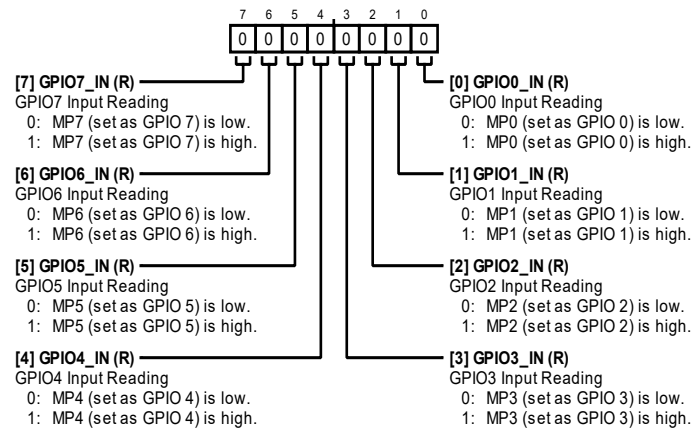 7 6 5 4 3 2 1 0
0 0 0 0 0 0 0 0
[7] GPIO7_IN (R)
GPIO7 Input Reading
0: MP7 (set as GPIO 7) is low.
1: MP7 (set as GPIO 7) is high.
[6] GPIO6_IN (R)
GPIO6 Input Reading
0: MP6 (set as GPIO 6) is low.
1: MP6 (set as GPIO 6) is high.
[5] GPIO5_IN (R)
GPIO5 Input Reading
0: MP5 (set as GPIO 5) is low.
1: MP5 (set as GPIO 5) is high.
[4] GPIO4_IN (R)
GPIO4 Input Reading
0: MP4 (set as GPIO 4) is low.
1: MP4 (set as GPIO 4) is high.
[0] GPIO0_IN (R)
GPIO0 Input Reading
0: MP0 (set as GPIO 0) is low.
1: MP0 (set as GPIO 0) is high.
[1] GPIO1_IN (R)
GPIO1 Input Reading
0: MP1 (set as GPIO 1) is low.
1: MP1 (set as GPIO 1) is high.
[2] GPIO2_IN (R)
GPIO2 Input Reading
0: MP2 (set as GPIO 2) is low.
1: MP2 (set as GPIO 2) is high.
[3] GPIO3_IN (R)
GPIO3 Input Reading
0: MP3 (set as GPIO 3) is low.
1: MP3 (set as GPIO 3) is high.